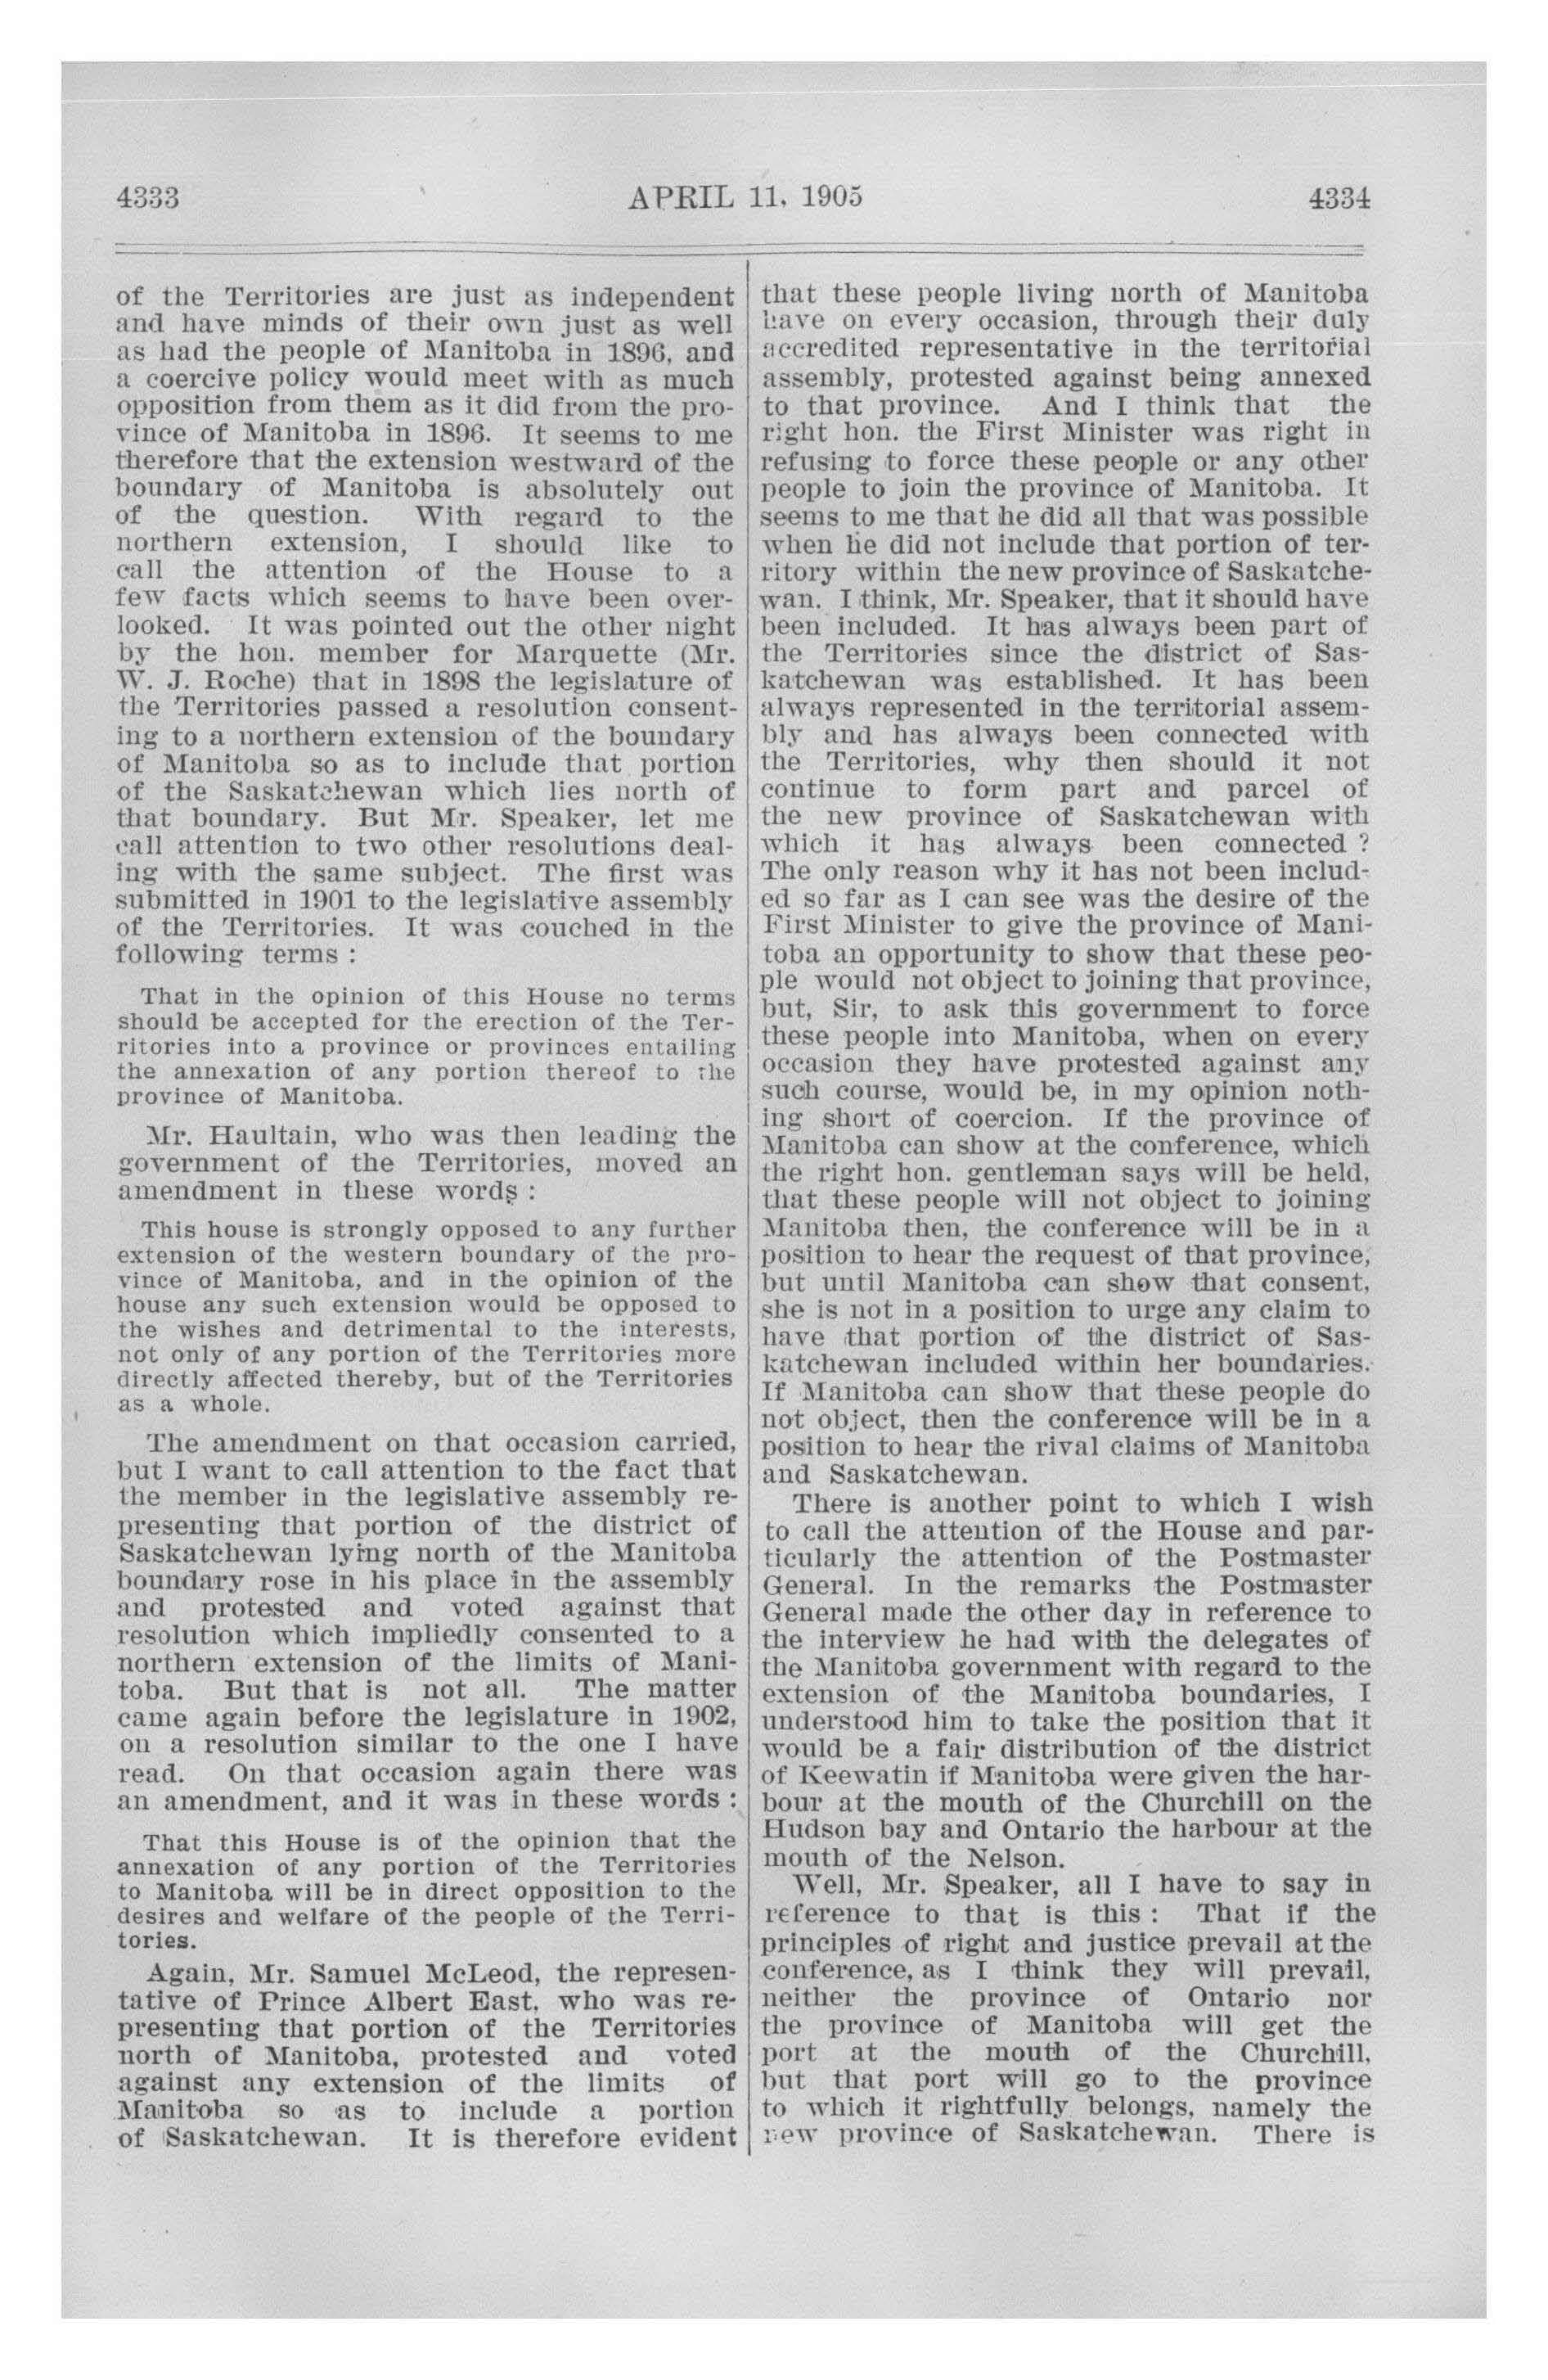 4333
APRIL 11, 1905
4334
of the Territories are just as independent
and have minds of their own just as well
as had the people of Manitoba in 1896, and
a coercive policy would meet with as much
opposition from them as it did from the pro-
vince of Manitoba in 1896. It seems to me
therefore that the extension westward of the
boundary of Manitoba is absolutely out
of the question. With regard to the
northern extension, I should like to
call the attention of the House to a
few facts which seems to have been over-
looked. It was pointed out the other night
by the hon. member for Marquette (Mr.
W. J. Roche) that in 1898 the legislature of
the Territories passed a resolution consent-
ing to a northern extension of the boundary
of Manitoba so as to include that portion
of the Saskatchewan which lies north of
that boundary. But Mr. Speaker, let me
call attention to two other resolutions deal-
ing with the same subject. The first was
submitted in 1901 to the legislative assembly
of the Territories. It was couched in the
following terms :
That in the opinion of this House no terms
should be accepted for the erection of the Ter-
ritories into a province or provinces entailing
the annexation of any portion thereof to the
province of Manitoba.
Mr. Haultain, who was then leading the
government of the Territories, moved an
amendment in these words :
This house is strongly opposed to any further
extension of the western boundary of the pro-
vince of Manitoba, and in the opinion of the
house any such extension would be opposed to
the wishes and detrimental to the interests,
not only of any portion of the Territories more
directly affected thereby, but of the Territories
as a whole.
The amendment on that occasion carried,
but I want to call attention to the fact that
the member in the legislative assembly re-
presenting that portion of the district of
Saskatchewan lying north of the Manitoba
boundary rose in his place in the assembly
and protested and voted against that
resolution which impliedly consented to a
northern extension of the limits of Mani-
toba. But that is not all. The matter
came again before the legislature in 1902,
on a resolution similar to the one I have
read. On that occasion again there was
an amendment, and it was in these words :
That this House is of the opinion that the
annexation of any portion of the Territories
to Manitoba will be in direct opposition to the
desires and welfare of the people of the Terri-
tories.
Again, Mr. Samuel McLeod, the represen-
tative of Prince Albert East, who was re-
presenting that portion of the Territories
north of Manitoba, protested and voted
against any extension of the limits of
Manitoba so as to include a portion
of Saskatchewan. It is therefore evident
that these people living north of Manitoba
have on every occasion, through their duly
accredited representative in the territorial
assembly, protested against being annexed
to that province. And I think that the
right hon. the First Minister was right in
refusing to force these people or any other
people to join the province of Manitoba. It
seems to me that he did all that was possible
when he did not include that portion of ter-
ritory within the new province of Saskatche-
wan. I think, Mr. Speaker, that it should have
been included. It has always been part of
the Territories since the district of Sas-
katchewan was established. It has been
always represented in the territorial assem-
bly and has always been connected with
the Territories, why then should it not
continue to form part and parcel of
the new province of Saskatchewan with
which it has always been connected ?
The only reason why it has not been includ-
ed so far as I can see was the desire of the
First Minister to give the province of Mani-
toba an opportunity to show that these peo-
ple would not object to joining that province,
but, Sir, to ask this government to force
these people into Manitoba, when on every
occasion they have protested against any
such course, would be, in my opinion noth-
ing short of coercion. If the province of
Manitoba can show at the conference, which
the right hon. gentleman says will be held,
that these people will not object to joining
Manitoba then, the conference will be in a
position to hear the request of that province,
but until Manitoba can show that consent,
she is not in a position to urge any claim to
have that portion of the district of Sas-
katchewan included within her boundaries.
If Manitoba can show that these people do
not object, then the conference will be in a
position to hear the rival claims of Manitoba
and Saskatchewan.
There is another point to which I wish
to call the attention of the House and par-
ticularly the attention of the Postmaster
General. In the remarks the Postmaster
General made the other day in reference to
the interview he had with the delegates of
the Manitoba government with regard to the
extension of the Manitoba boundaries, I
understood him to take the position that it
would be a fair distribution of the district
of Keewatin if Manitoba were given the har-
bour at the mouth of the Churchill on the
Hudson bay and Ontario the harbour at the
mouth of the Nelson.
Well, Mr. Speaker, all I have to say in
reference to that is this : That if the
principles of right and justice prevail at the
conference, as I think they will prevail,
neither the province of Ontario nor
the province of Manitoba will get the
port at the mouth of the Churchill,
but that port will go to the province
to which it rightfully belongs, namely the
new province of Saskatchewan. There is